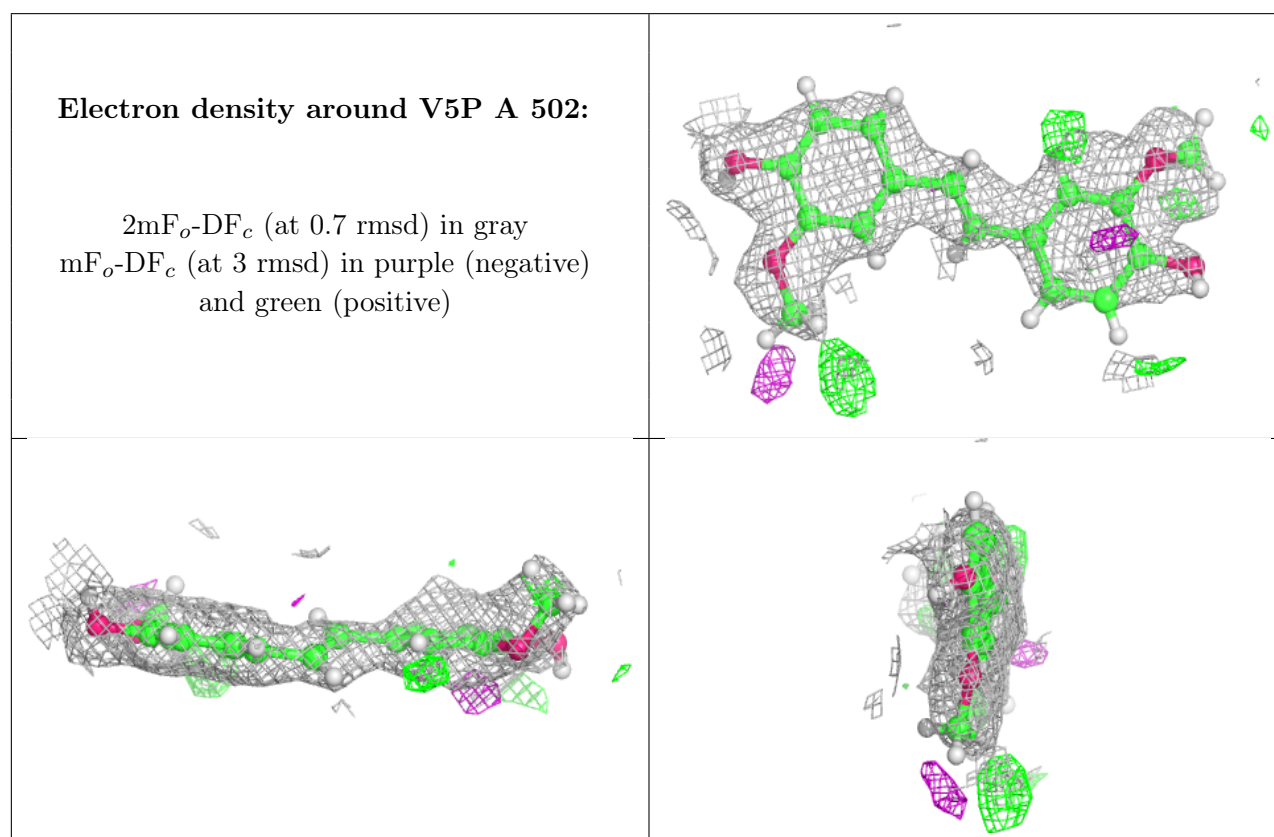 Electron density around V5P A 502:
2mFo-DFc (at 0.7 rmsd) in gray
mFo-DFc (at 3 rmsd) in purple (negative)
and green (positive)